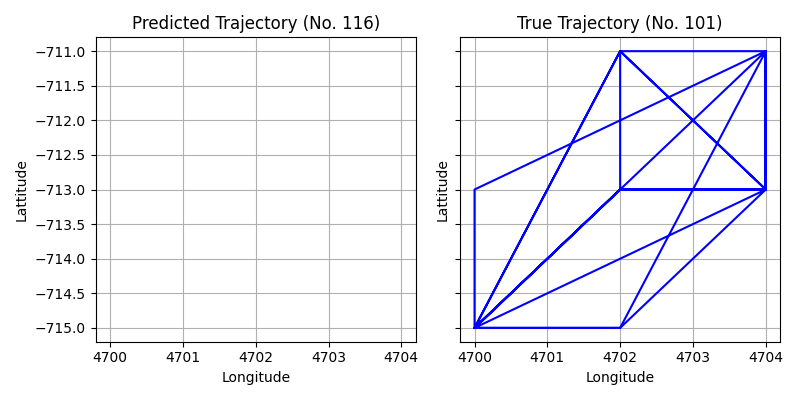 Predicted Trajectory (No. 116)
True Trajectory (No. 101)
Lattitude
−711.0
−711.5
−712.0
−712.5
−713.0
−713.5
−714.0
−714.5
−715.0
4700 4701 4702 4703 4704
Longitude
Lattitude
4700 4701 4702 4703 4704
Longitude